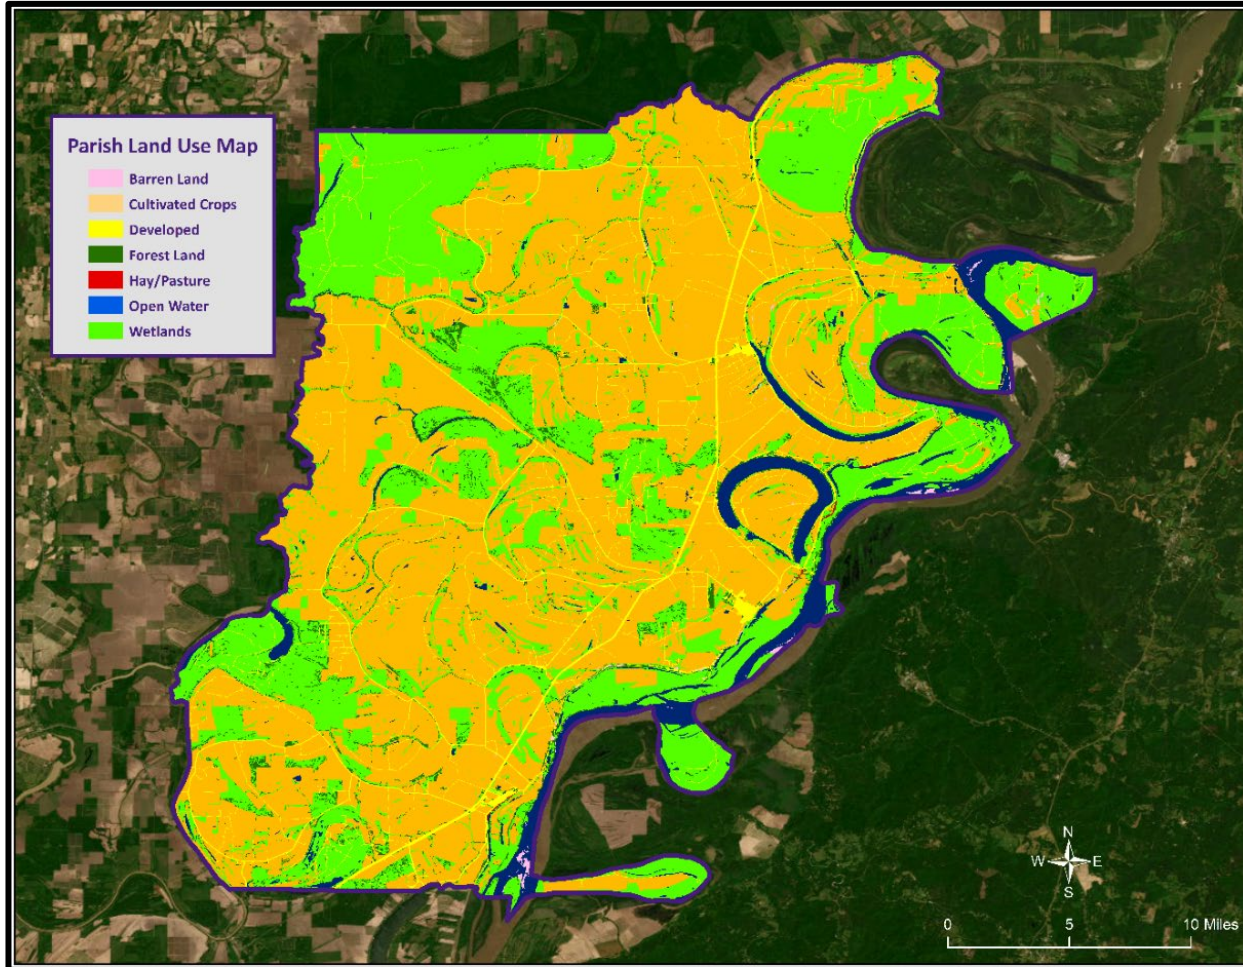 Parish Land Use Map
Barren Land
Cultivated Crops
Developed
Forest Land
Hay/Pasture
Open Water
Wetlands
N
W E
S
0 5 10 Miles